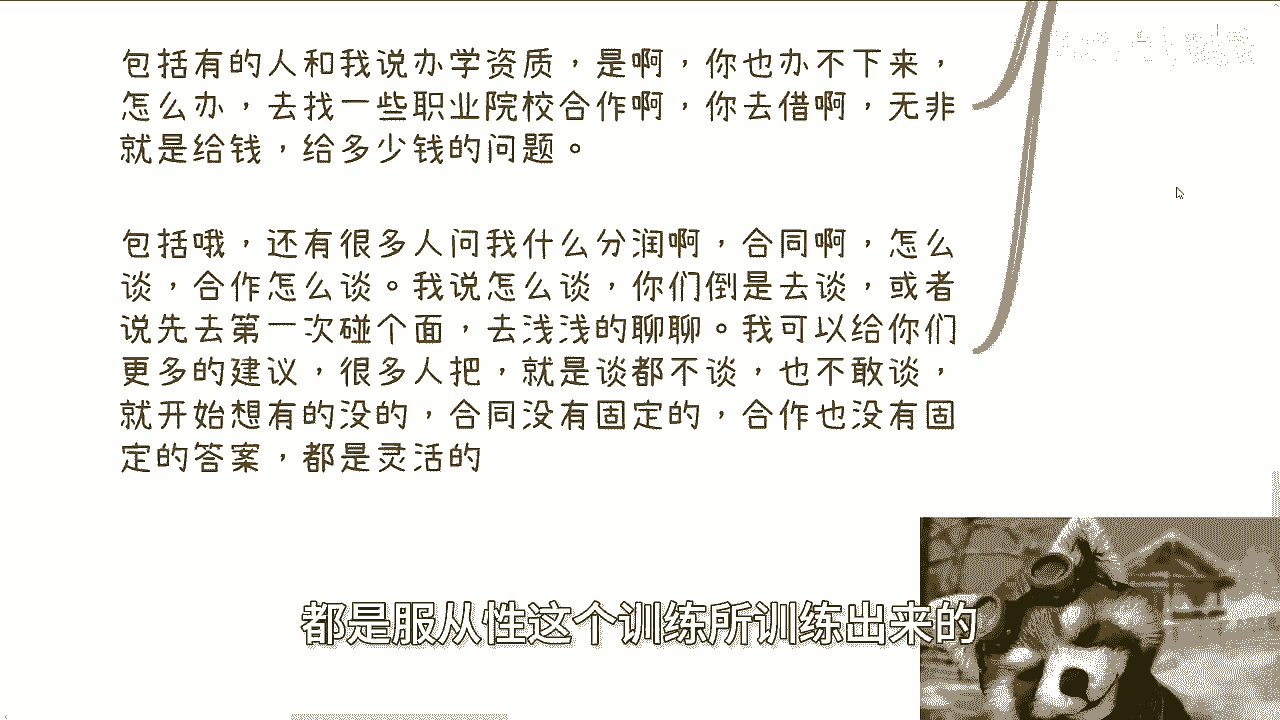 包括有的人和我说办学资质，是啊，你也办不下来，
怎么办，去找一些职业院校合作啊，你去借啊，无非
就是给钱，给多少钱的问题。
包括哦，还有很多人问我什么分润啊，合同啊，怎么
谈，合作怎么谈。我说怎么谈，你们倒是去谈，或者
说先去第一次碰个面，去浅浅的聊聊。我可以给你们
更多的建议，很多人把，就是谈都不谈，也不敢谈，
就开始想有的没的，合同没有固定的，合作也没有固
定的答案，都是灵活的
都是服从性这个训练所训练出来的